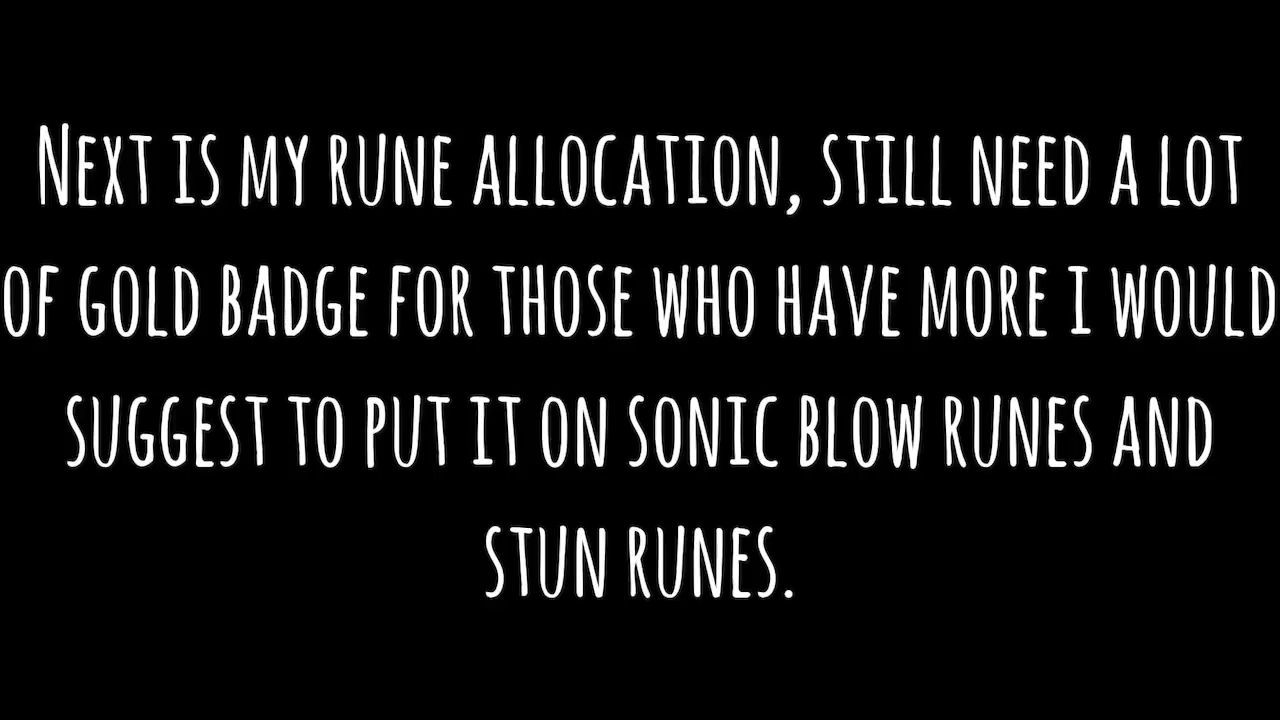 Next is my rune allocation, still need a lot
of gold badge for those who have more i would
suggest to put it on sonic blow runes and
stun runes.